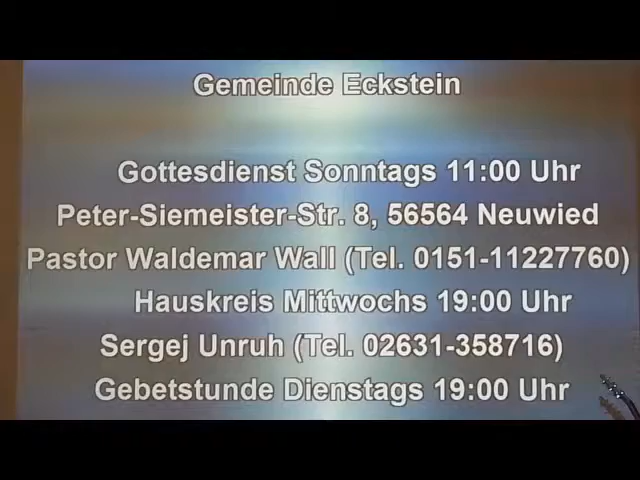 Gemeinde Eckstein
Gottesdienst Sonntags 11:00 Uhr
Peter-Siemeister-Str. 8, 56564 Neuwied
Pastor Waldemar Wall (Tel. 0151-11227760)
Hauskreis Mittwochs 19:00 Uhr
Sergej Unruh (Tel. 02631-358716)
Gebetstunde Dienstags 19:00 Uhr